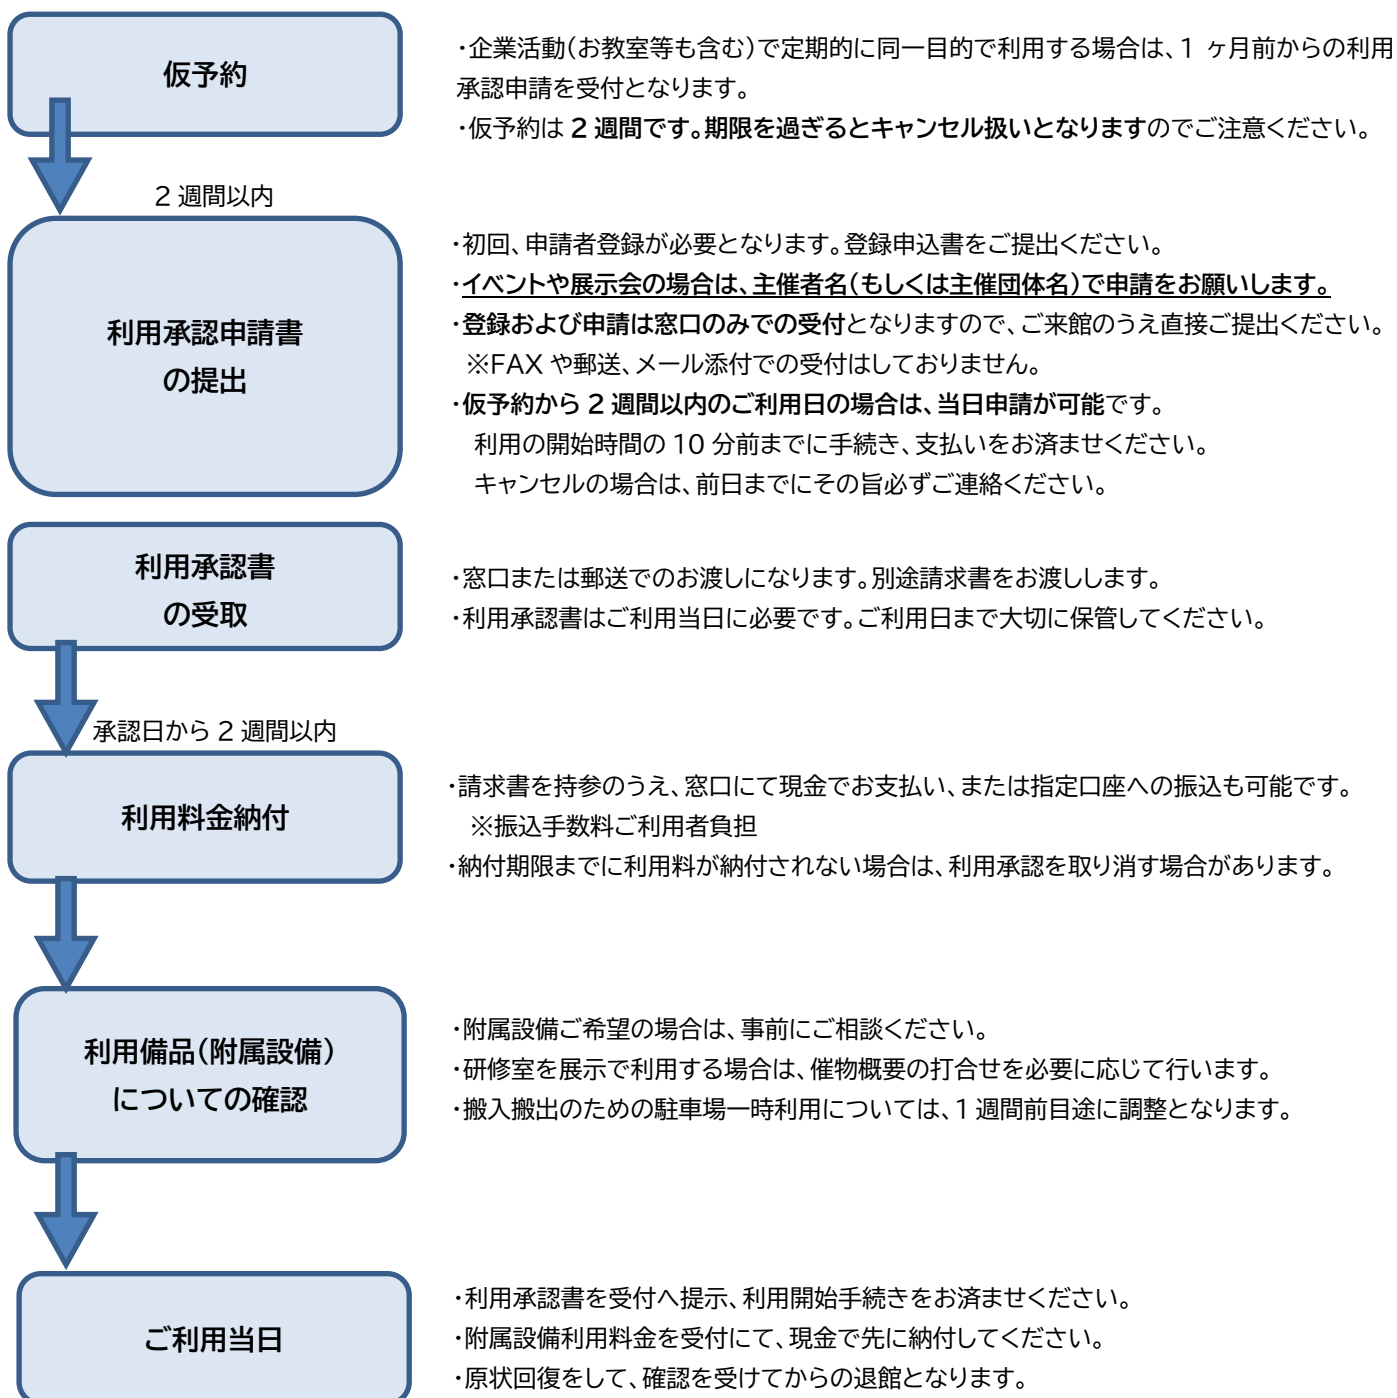 仮予約
・企業活動（お教室等も含む）で定期的に同一目的で利用する場合は、1 ヶ月前からの利用
承認申請を受付となります。
・仮予約は 2 週間です。期限を過ぎるとキャンセル扱いとなりますのでご注意ください。
2 週間以内
利用承認申請書
の提出
・初回、申請者登録が必要となります。登録申込書をご提出ください。
・イベントや展示会の場合は、主催者名（もしくは主催団体名）で申請をお願いします。
・登録および申請は窓口のみでの受付となりますので、ご来館のうえ直接ご提出ください。
※FAX や郵送、メール添付での受付はしておりません。
・仮予約から 2 週間以内のご利用日の場合は、当日申請が可能です。
利用の開始時間の 10 分前までに手続き、支払いをお済ませください。
キャンセルの場合は、前日までにその旨必ずご連絡ください。
利用承認書
の受取
・窓口または郵送でのお渡しになります。別途請求書をお渡しします。
・利用承認書はご利用当日に必要です。ご利用日まで大切に保管してください。
承認日から 2 週間以内
利用料金納付
・請求書を持参のうえ、窓口にて現金でお支払い、または指定口座への振込も可能です。
※振込手数料ご利用者負担
・納付期限までに利用料が納付されない場合は、利用承認を取り消す場合があります。
利用備品（附属設備）
についての確認
・附属設備ご希望の場合は、事前にご相談ください。
・研修室を展示で利用する場合は、催物概要の打合せを必要に応じて行います。
・搬入搬出のための駐車場一時利用については、1 週間前目途に調整となります。
ご利用当日
・利用承認書を受付へ提示、利用開始手続きをお済ませください。
・附属設備利用料金を受付にて、現金で先に納付してください。
・原状回復をして、確認を受けてからの退館となります。